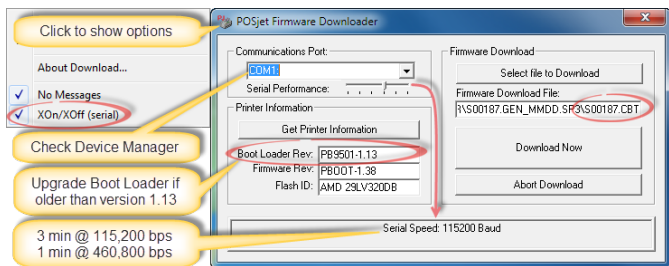 Click to show options
About Download...
No Messages
XOn/XOff (serial)
Check Device Manager
Upgrade Boot Loader if
older than version 1.13
3 min @ 115,200 bps
1 min @ 460,800 bps
POSjet Firmware Downloader
Communications Port:
COM1:
Serial Performance:
Printer Information
Get Printer Information
Boot Loader Rev: PB9501-1.13
Firmware Rev: PBOOT-1.38
Flash ID: AMD 29LV320DB
Firmware Download
Select file to Download
Firmware Download File:
\S00187.GEN_MMDD.SF3\S00187.CBT
Download Now
Abort Download
Serial Speed: 115200 Baud